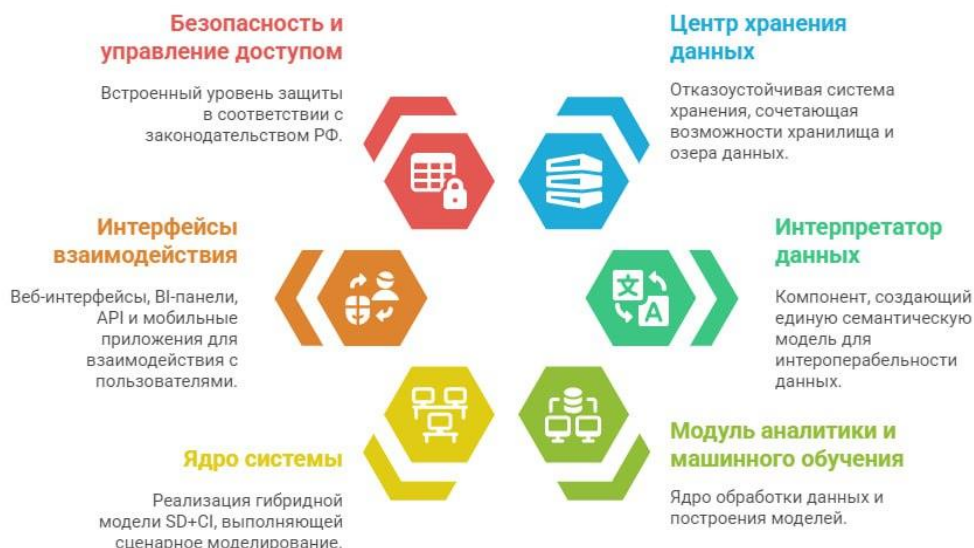 Безопасность и
управление доступом
Встроенный уровень защиты
в соответствии с
законодательством РФ.
Центр хранения
данных
Отказоустойчивая система
хранения, сочетающая
возможности хранилища и
озера данных.
Интерфейсы
взаимодействия
Веб-интерфейсы, BI-панели,
API и мобильные
приложения для
взаимодействия с
пользователями.
Интерпретатор
данных
Компонент, создающий
единую семантическую
модель для
интероперабельности
данных.
文
A
Ядро системы
Реализация гибридной
модели SD+CI, выполняющей
сценарное моделирование.
Модуль аналитики и
машинного обучения
Ядро обработки данных и
построения моделей.